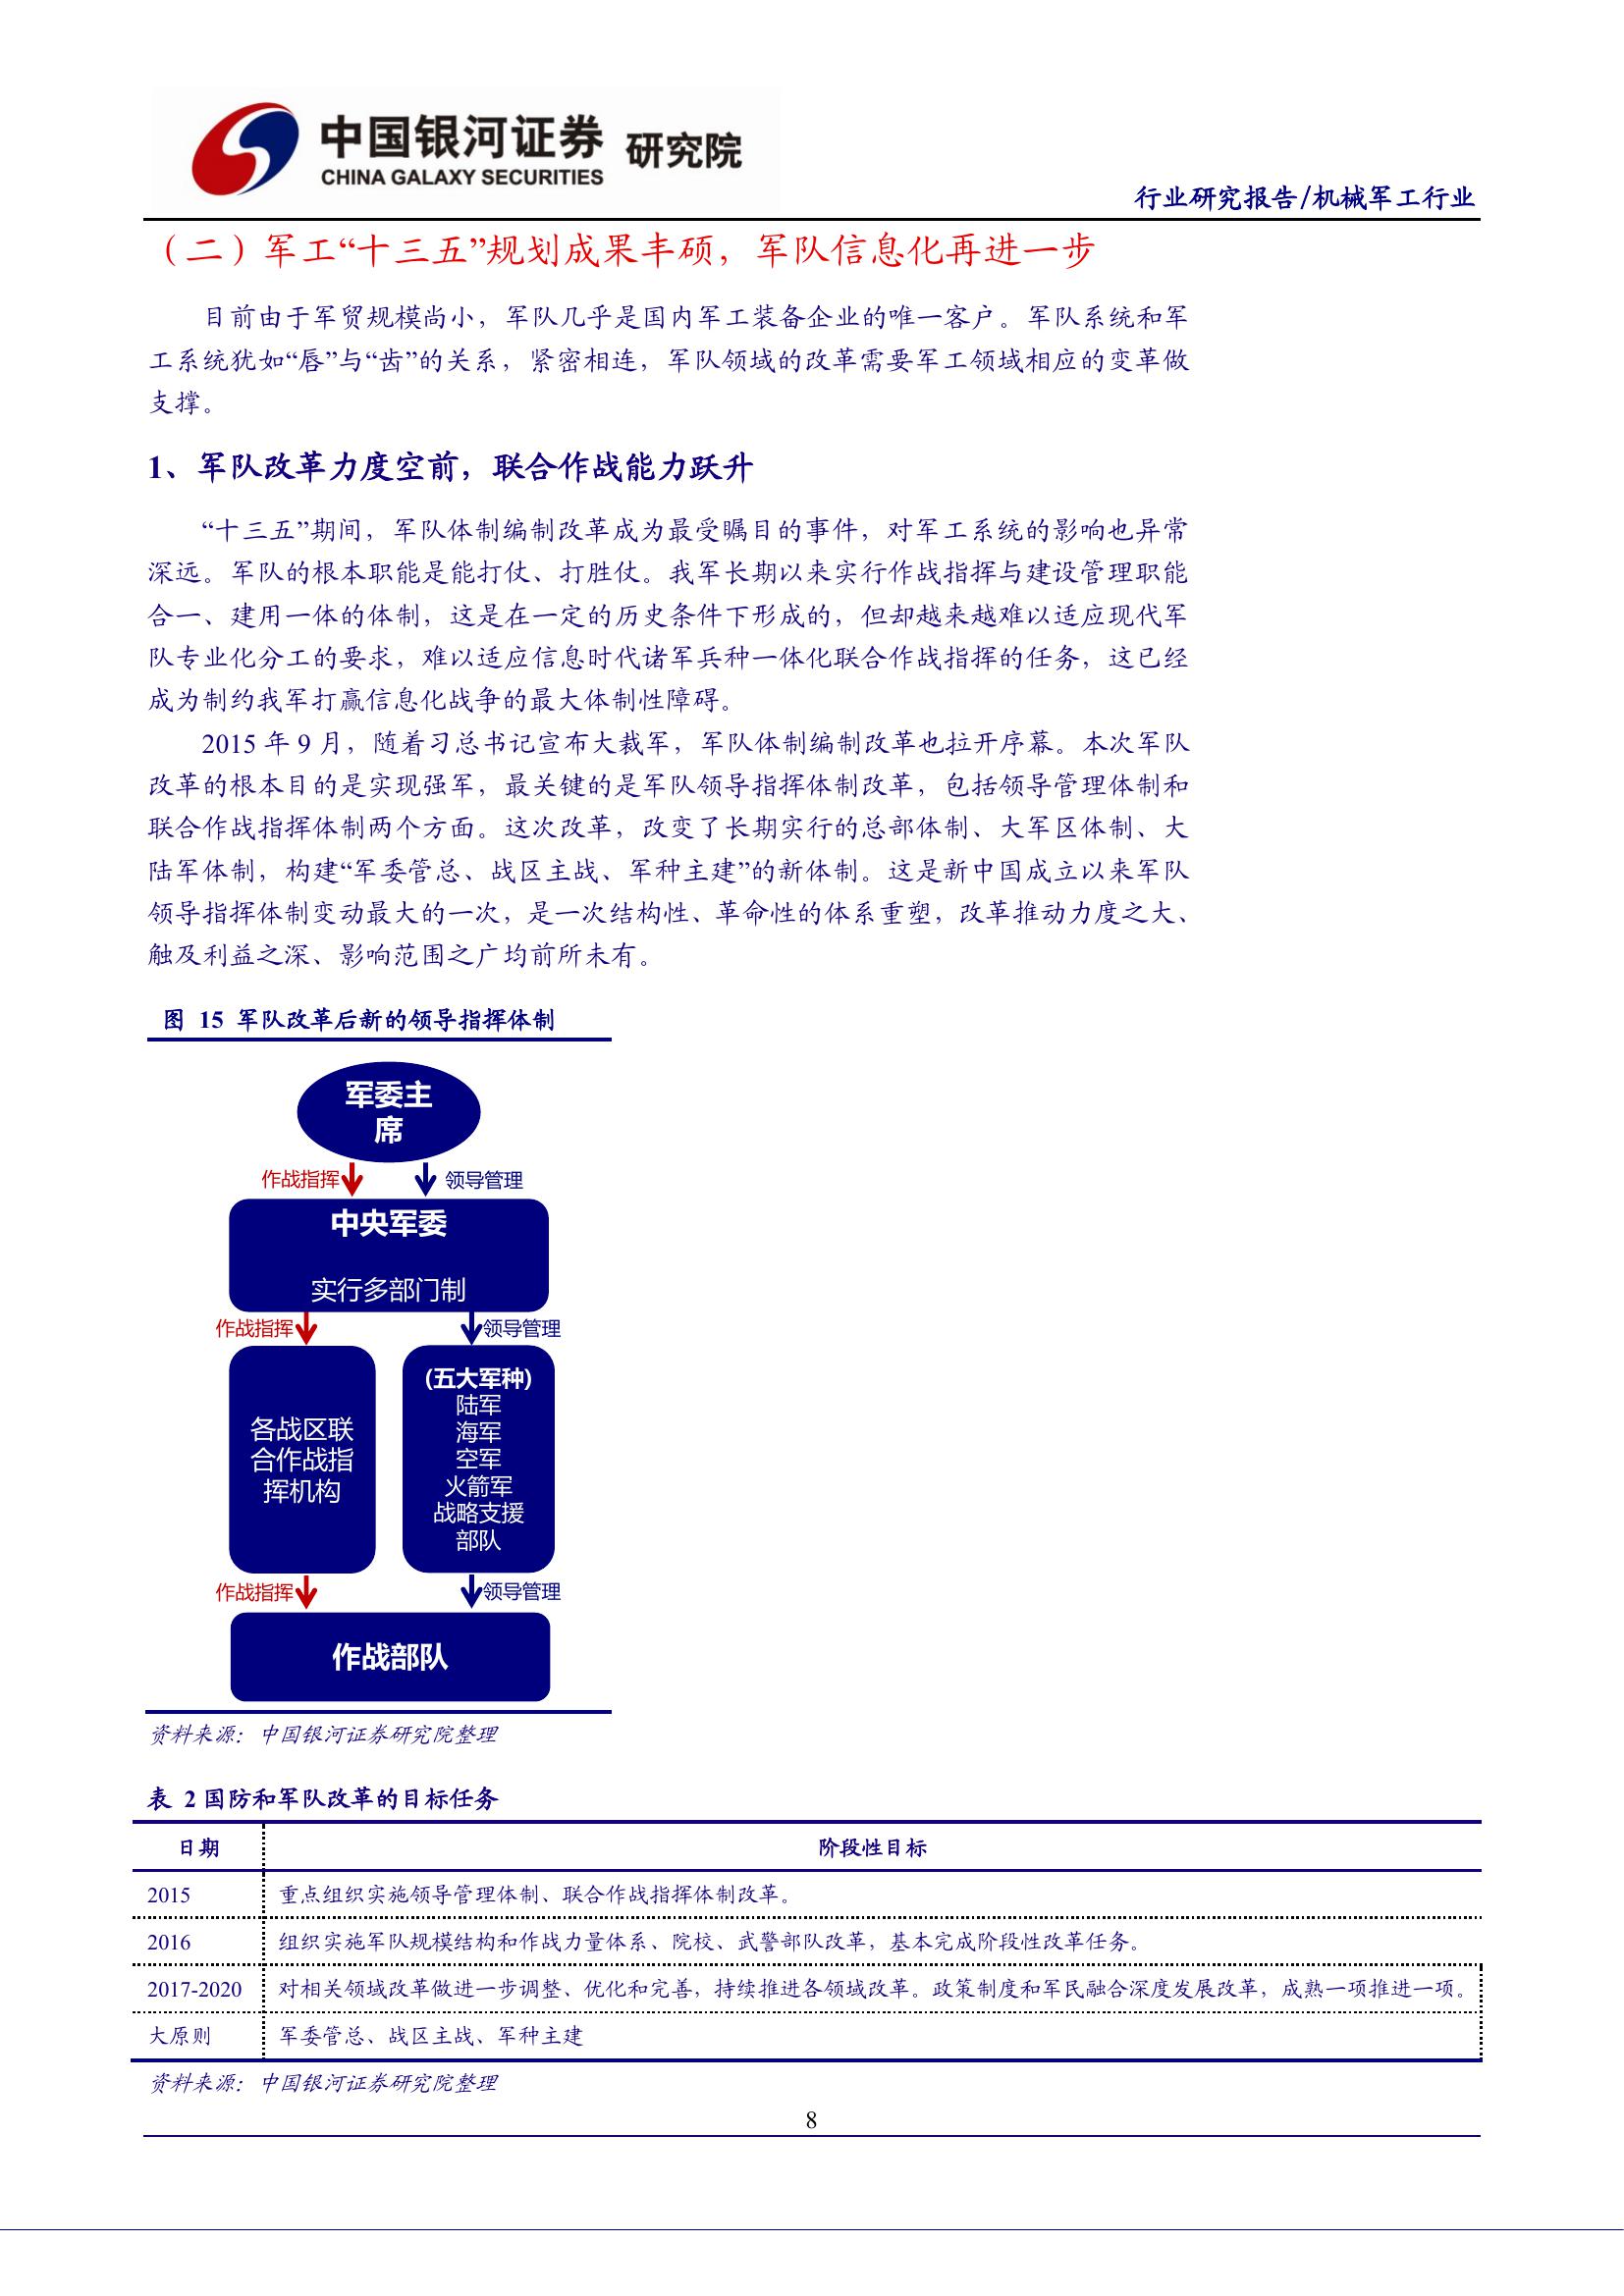 中国银河证券 研究院
CHINA GALAXY SECURITIES
行业研究报告/机械军工行业
（二）军工“十三五”规划成果丰硕，军队信息化再进一步
目前由于军贸规模尚小，军队几乎是国内军工装备企业的唯一客户。军队系统和军
工系统犹如“唇”与“齿”的关系，紧密相连，军队领域的改革需要军工领域相应的变革做
支撑。
1、军队改革力度空前，联合作战能力跃升
“十三五”期间，军队体制编制改革成为最受瞩目的事件，对军工系统的影响也异常
深远。军队的根本职能是能打仗、打胜仗。我军长期以来实行作战指挥与建设管理职能
合一、建用一体的体制，这是在一定的历史条件下形成的，但却越来越难以适应现代军
队专业化分工的要求，难以适应信息时代诸军兵种一体化联合作战指挥的任务，这已经
成为制约我军打赢信息化战争的最大体制性障碍。
2015 年 9 月，随着习总书记宣布大裁军，军队体制编制改革也拉开序幕。本次军队
改革的根本目的是实现强军，最关键的是军队领导指挥体制改革，包括领导管理体制和
联合作战指挥体制两个方面。这次改革，改变了长期实行的总部体制、大军区体制、大
陆军体制，构建“军委管总、战区主战、军种主建”的新体制。这是新中国成立以来军队
领导指挥体制变动最大的一次，是一次结构性、革命性的体系重塑，改革推动力度之大、
触及利益之深、影响范围之广均前所未有。
图 15 军队改革后新的领导指挥体制
军委主
席
作战指挥 领导管理
中央军委
实行多部门制
作战指挥 领导管理
各战区联
合作战指
挥机构
(五大军种)
陆军
海军
空军
火箭军
战略支援
部队
作战指挥 领导管理
作战部队
资料来源：中国银河证券研究院整理
表 2 国防和军队改革的目标任务
日期 阶段性目标
2015 重点组织实施领导管理体制、联合作战指挥体制改革。
2016 组织实施军队规模结构和作战力量体系、院校、武警部队改革，基本完成阶段性改革任务。
2017-2020 对相关领域改革做进一步调整、优化和完善，持续推进各领域改革。政策制度和军民融合深度发展改革，成熟一项推进一项。
大原则 军委管总、战区主战、军种主建
资料来源：中国银河证券研究院整理
8